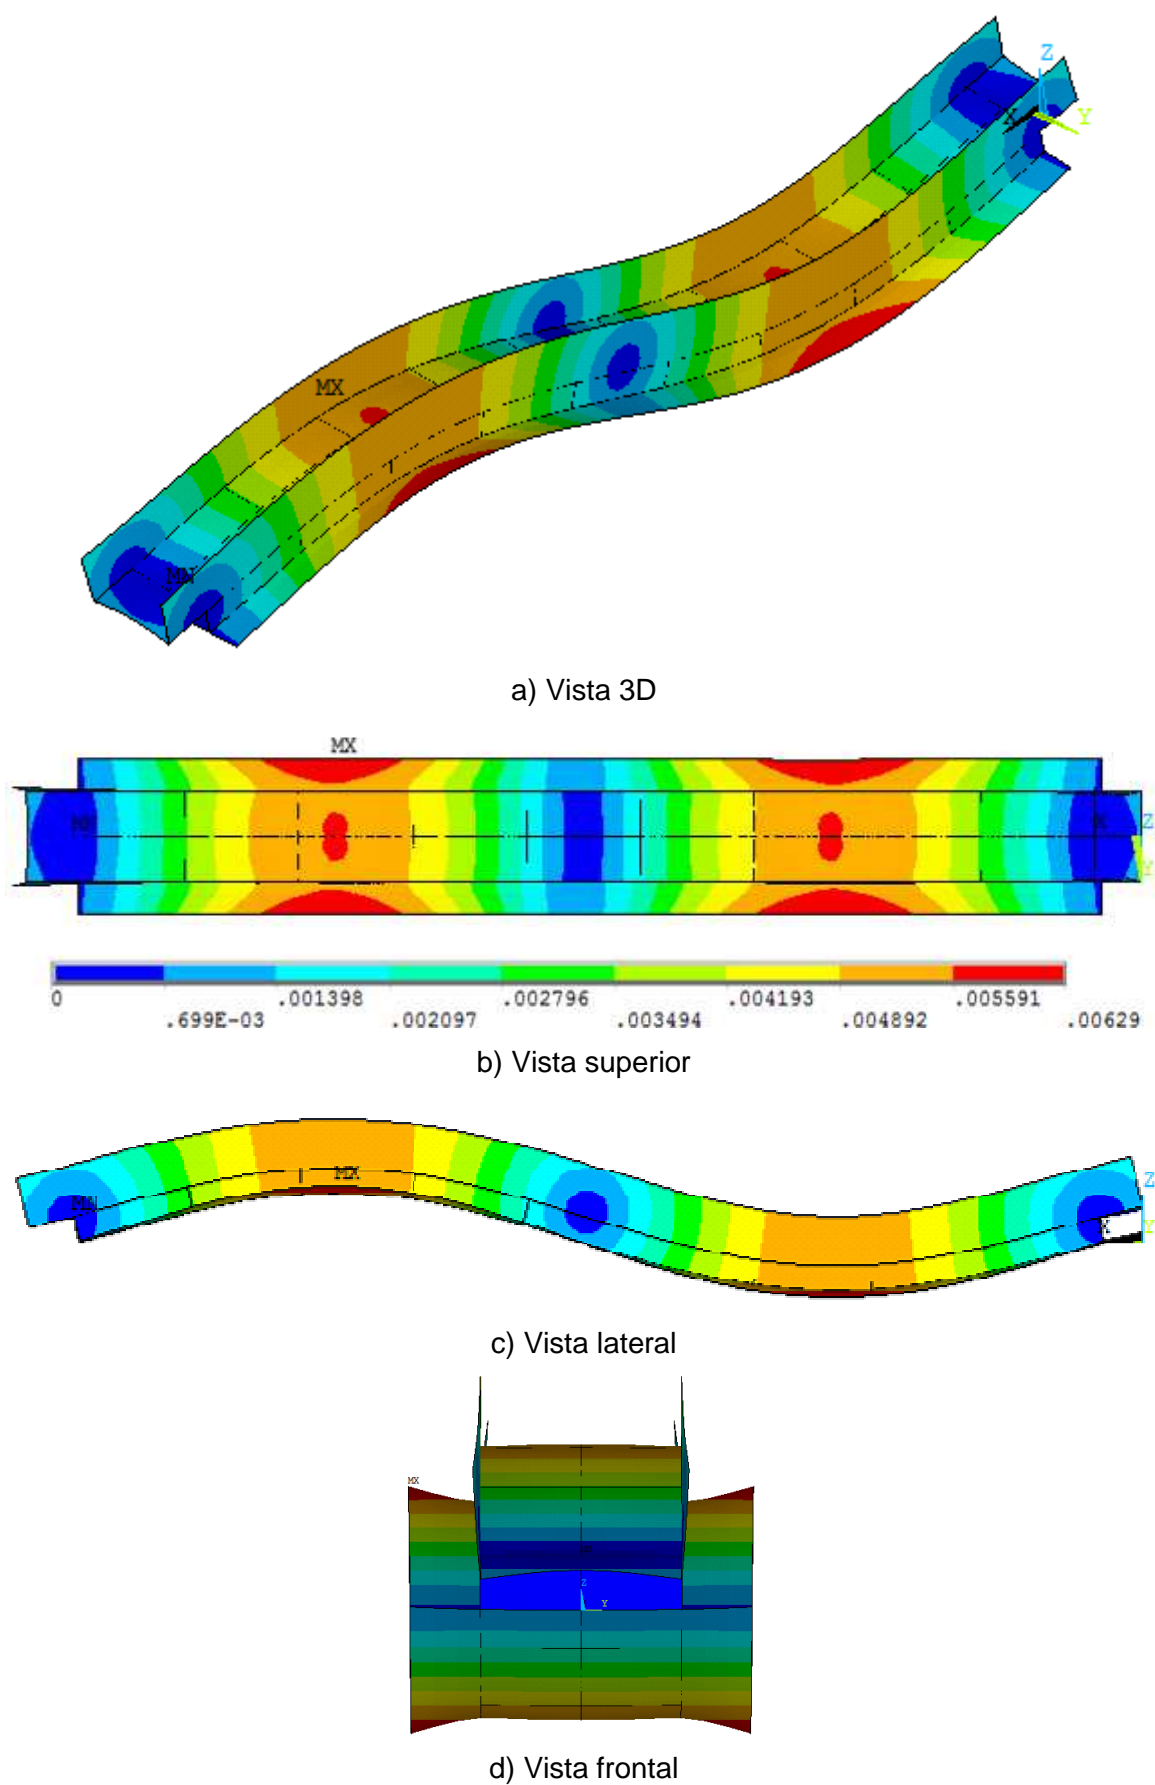 Z
X
Y
MX
MN
a) Vista 3D
MX
MN
X
Z
Y
0
.001398
.002796
.004193
.005591
.699E-03
.002097
.003494
.004892
.00629
b) Vista superior
MX
MN
Z
X
Y
c) Vista lateral
MX
Z
Y
d) Vista frontal